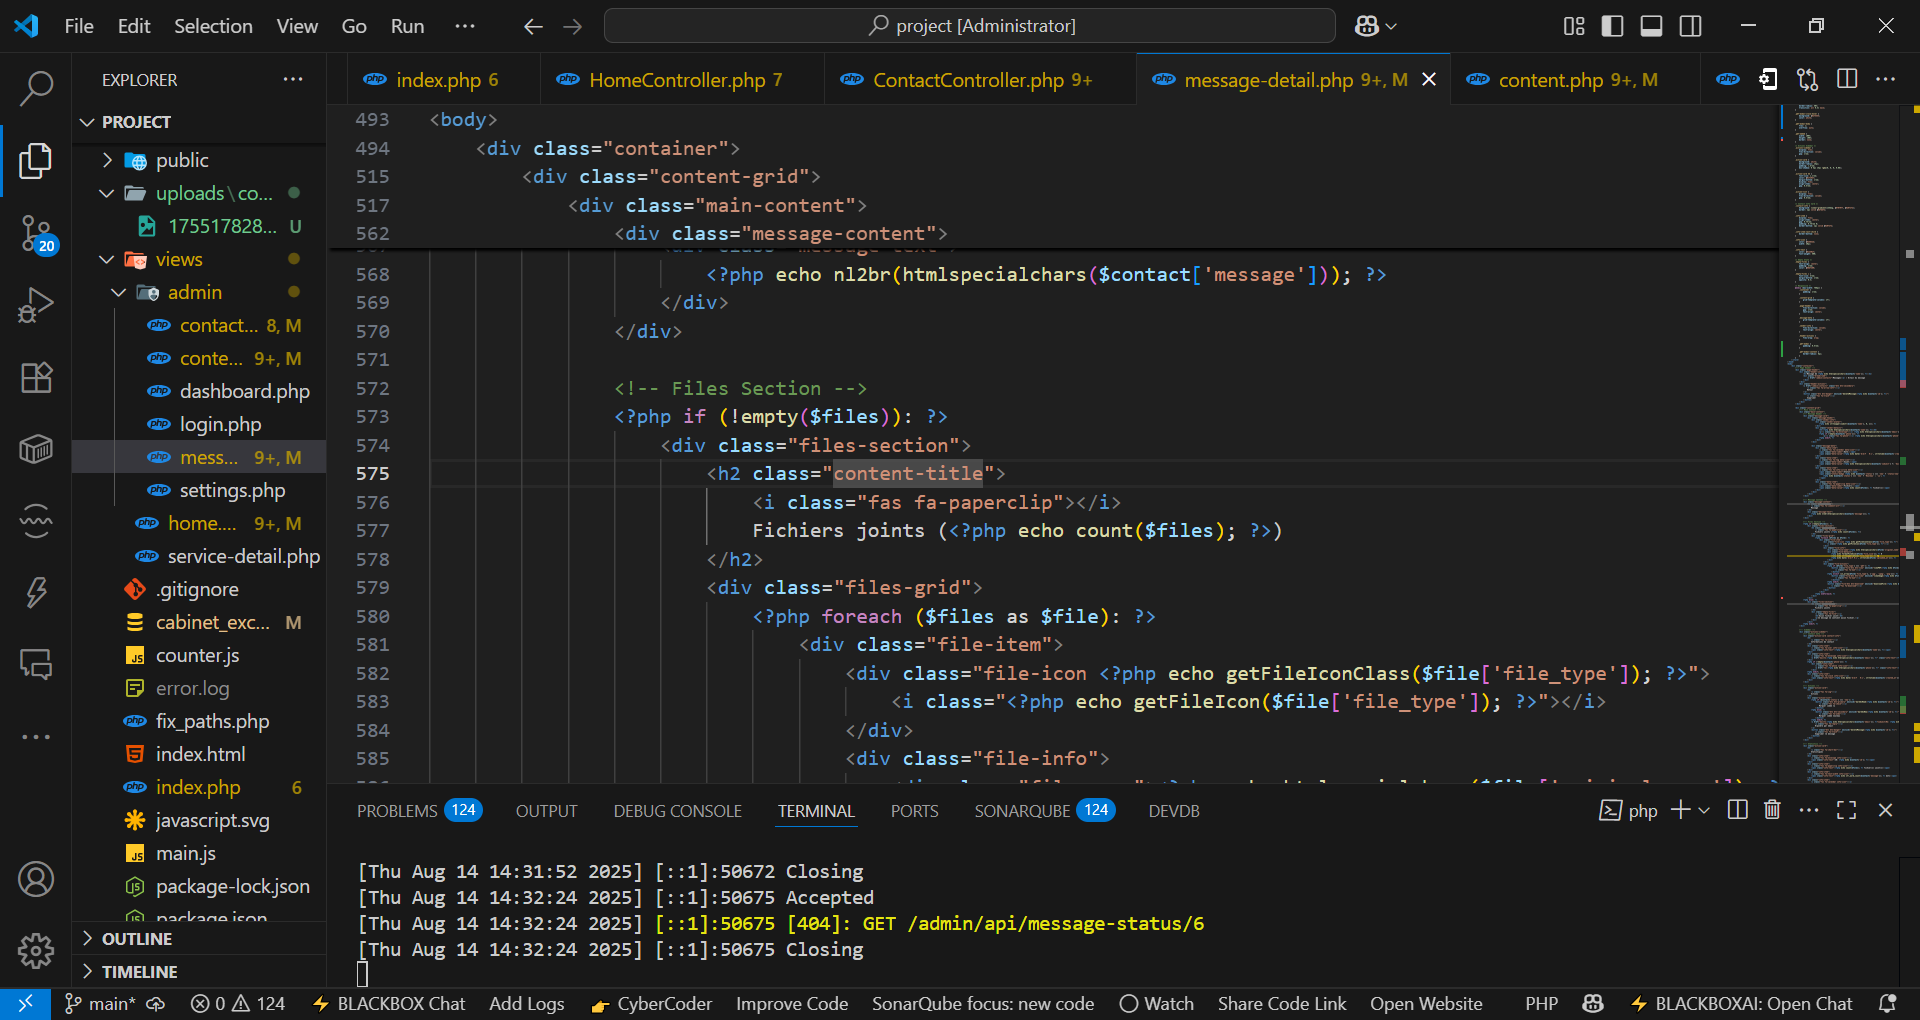 File Edit Selection View Go Run ···
project [Administrator]
EXPLORER
index.php 6
HomeController.php 7
ContactController.php 9+
message-detail.php 9+, M
content.php 9+, M
PROJECT
public
uploads\co...
175517828... U
views
admin
contact... 8, M
conte... 9+, M
dashboard.php
login.php
mess... 9+, M
settings.php
home.... 9+, M
service-detail.php
.gitignore
cabinet_exc... M
counter.js
error.log
fix_paths.php
index.html
index.php 6
javascript.svg
main.js
package-lock.json
package.json
OUTLINE
TIMELINE
20
493 <body>
494 <div class="container">
515 <div class="content-grid">
517 <div class="main-content">
562 <div class="message-content">
568 <?php echo nl2br(htmlspecialchars($contact['message'])); ?>
569 </div>
570 </div>
571
572 <!-- Files Section -->
573 <?php if (!empty($files)): ?>
574 <div class="files-section">
575 <h2 class="content-title">
576 <i class="fas fa-paperclip"></i>
577 Fichiers joints (<?php echo count($files); ?>)
578 </h2>
579 <div class="files-grid">
580 <?php foreach ($files as $file): ?>
581 <div class="file-item">
582 <div class="file-icon <?php echo getFileIconClass($file['file_type']); ?>">
583 <i class="<?php echo getFileIcon($file['file_type']); ?>"></i>
584 </div>
585 <div class="file-info">
PROBLEMS 124 OUTPUT DEBUG CONSOLE TERMINAL PORTS SONARQUBE 124 DEVDB
php
[Thu Aug 14 14:31:52 2025] [::1]:50672 Closing
[Thu Aug 14 14:32:24 2025] [::1]:50675 Accepted
[Thu Aug 14 14:32:24 2025] [::1]:50675 [404]: GET /admin/api/message-status/6
[Thu Aug 14 14:32:24 2025] [::1]:50675 Closing
main* 0 124 BLACKBOX Chat Add Logs CyberCoder Improve Code SonarQube focus: new code Watch Share Code Link Open Website PHP BLACKBOXAI: Open Chat